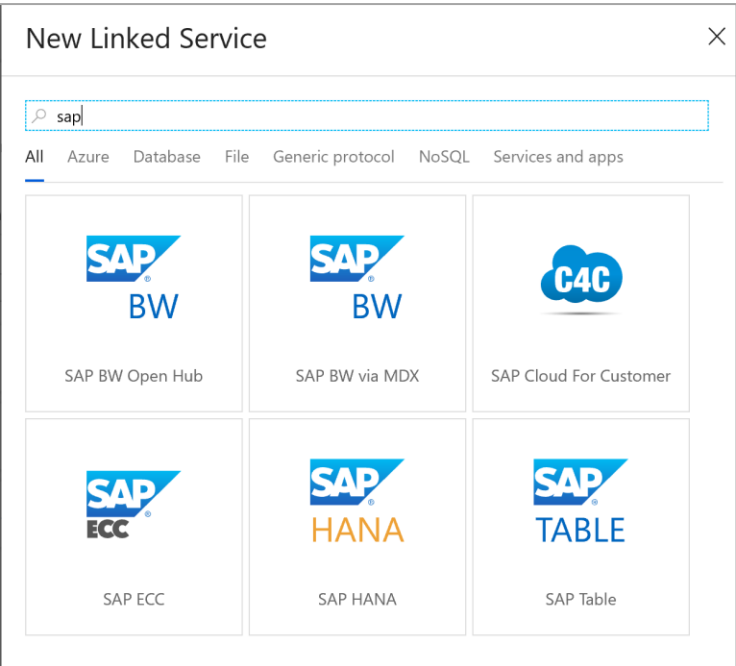 New Linked Service
sap
All Azure Database File Generic protocol NoSQL Services and apps
SAP® BW
SAP® BW
C4C
SAP BW Open Hub
SAP BW via MDX
SAP Cloud For Customer
SAP® ECC
SAP® HANA
SAP® TABLE
SAP ECC
SAP HANA
SAP Table